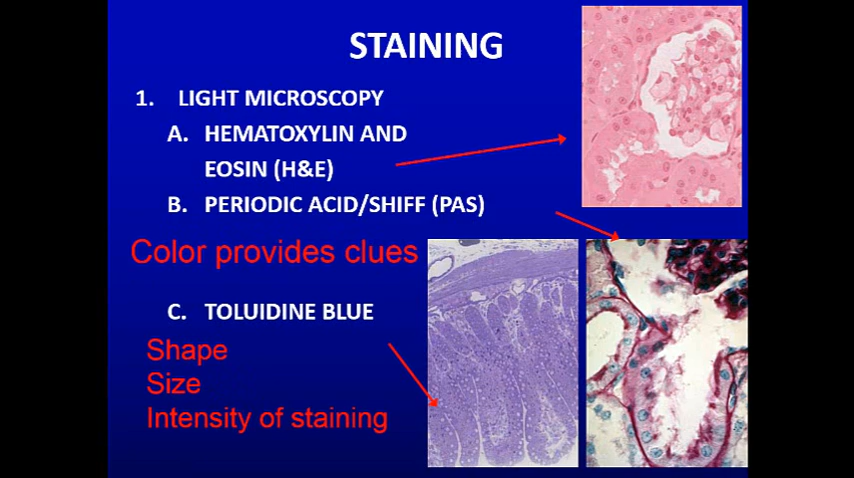 STAINING
1. LIGHT MICROSCOPY
A. HEMATOXYLIN AND
EOSIN (H&E)
B. PERIODIC ACID/SHIFF (PAS)
Color provides clues
C. TOLUIDINE BLUE
Shape
Size
Intensity of staining